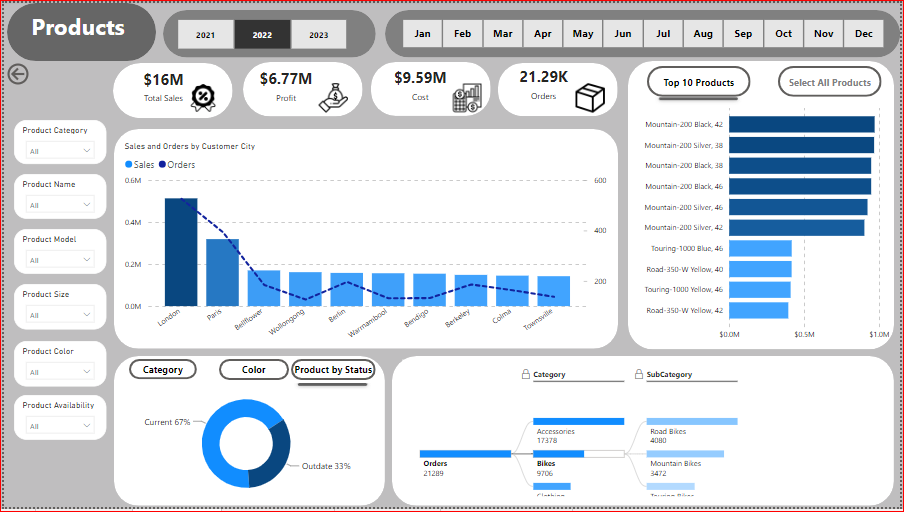 Products
2021 2022 2023
Jan Feb Mar Apr May Jun Jul Aug Sep Oct Nov Dec
$16M
Total Sales
$6.77M
Profit
$9.59M
Cost
21.29K
Orders
Top 10 Products
Select All Products
Product Category
All
Product Name
All
Product Model
All
Product Size
All
Product Color
All
Product Availability
All
Sales and Orders by Customer City
Sales Orders
0.6M
0.4M
0.2M
0.0M
600
400
200
London
Paris
Bellflower
Wollongong
Berlin
Warrnambool
Bendigo
Berkeley
Colma
Townsville
Mountain-200 Black, 42
Mountain-200 Silver, 38
Mountain-200 Black, 38
Mountain-200 Black, 46
Mountain-200 Silver, 46
Mountain-200 Silver, 42
Touring-1000 Blue, 46
Road-350-W Yellow, 40
Touring-1000 Yellow, 46
Road-350-W Yellow, 42
$0.0M $0.5M $1.0M
Category
Color
Product by Status
Current 67%
Outdate 33%
Category
SubCategory
Orders
21289
Accessories
17378
Bikes
9706
Clothing
Road Bikes
4080
Mountain Bikes
3472
Touring Bikes